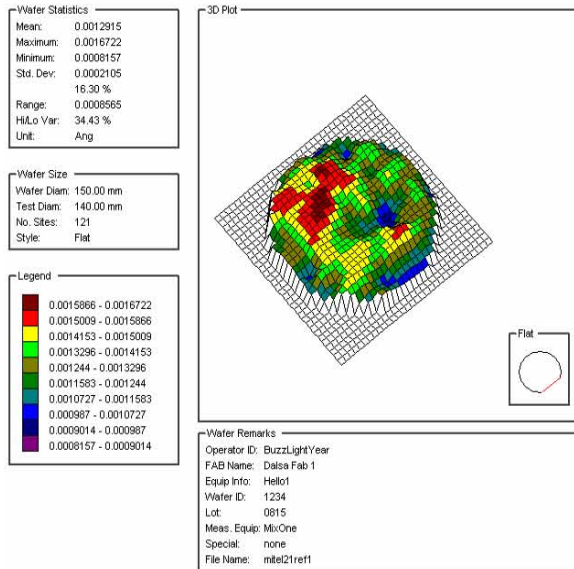 Wafer Statistics
Mean: 0.0012915
Maximum: 0.0016722
Minimum: 0.0008157
Std. Dev: 0.0002105
16.30 %
Range: 0.0008565
Hi/Lo Var: 34.43 %
Unit: Ang
Wafer Size
Wafer Diam: 150.00 mm
Test Diam: 140.00 mm
No. Sites: 121
Style: Flat
Legend
0.0015866 - 0.0016722
0.0015009 - 0.0015866
0.0014153 - 0.0015009
0.0013296 - 0.0014153
0.001244 - 0.0013296
0.0011583 - 0.001244
0.0010727 - 0.0011583
0.000987 - 0.0010727
0.0009014 - 0.000987
0.0008157 - 0.0009014
3D Plot
Flat
Wafer Remarks
Operator ID: BuzzLightYear
FAB Name: Dalsa Fab 1
Equip Info: Hello1
Wafer ID: 1234
Lot: 0815
Meas. Equip: MixOne
Special: none
File Name: mitel21ref1